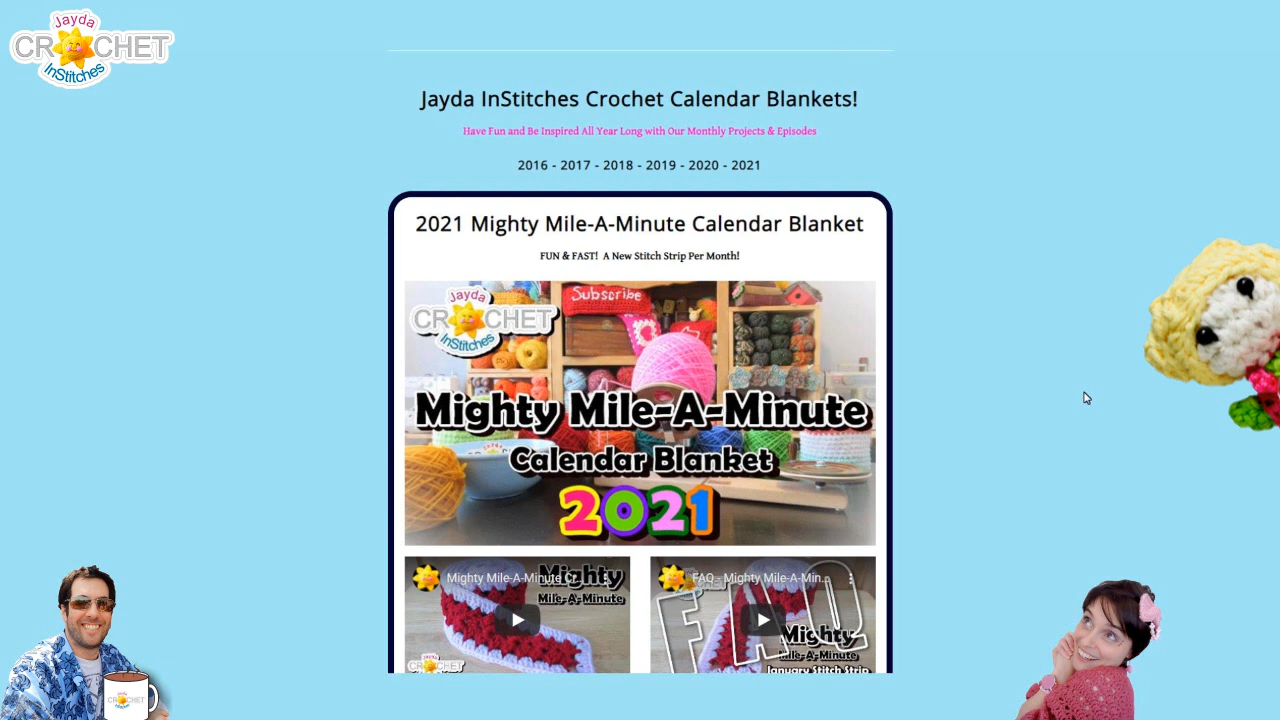 Jayda
CROCHET
InStitches
Jayda InStitches Crochet Calendar Blankets!
Have Fun and Be Inspired All Year Long with Our Monthly Projects & Episodes
2016 - 2017 - 2018 - 2019 - 2020 - 2021
2021 Mighty Mile-A-Minute Calendar Blanket
FUN & FAST! A New Stitch Strip Per Month!
Subscribe
Jayda
CROCHET
InStitches
Mighty Mile-A-Minute
Calendar Blanket
2021
Mighty Mile-A-Minute Cr...
Mighty
Mile-A-Minute
CROCHET
FAQ - Mighty Mile-A-Min...
FAQ
Mighty
Mile-A-Minute
January Stitch Strip
CROCHET